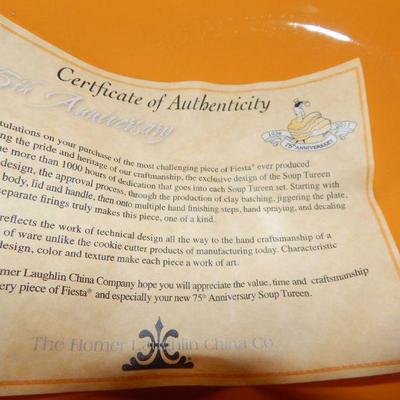 Certficate of Authenticity
5th Anniversary
1936 2011
75th ANNIVERSARY
tulations on your purchase of the most challenging piece of Fiesta® ever produced.
ing the pride and heritage of our craftmanship, the exclusive design of the Soup Tureen
he more than 1000 hours of dedication that goes into each Soup Tureen set. Starting with
design, the approval process, through the production of clay batching, jiggering the plate,
body, lid and handle, then onto multiple hand finishing steps, hand spraying, and decaling
separate firings truly makes this piece, one of a kind.
reflects the work of technical design all the way to the hand craftsmanship of a
of ware unlike the cookie cutter products of manufacturing today. Characteristic
design, color and texture make each piece a work of art.
mer Laughlin China Company hope you will appreciate the value, time and craftsmanship
ery piece of Fiesta® and especially your new 75th Anniversary Soup Tureen.
The Homer Laughlin China Co.